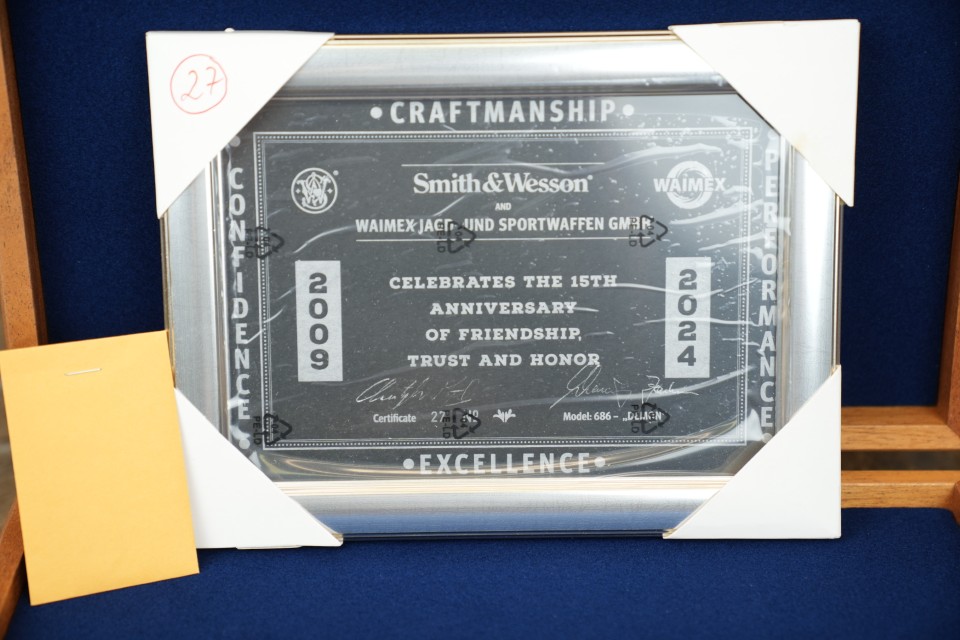 27
•CRAFTMANSHIP•
CONFIDENCE
PERFORMANCE
Smith&Wesson®
WAIMEX
AND
WAIMEX JAGD- UND SPORTWAFFEN GMBH
2009
CELEBRATES THE 15TH
ANNIVERSARY
OF FRIENDSHIP,
TRUST AND HONOR
2024
Certificate
Model: 686 –
•EXCELLENCE•